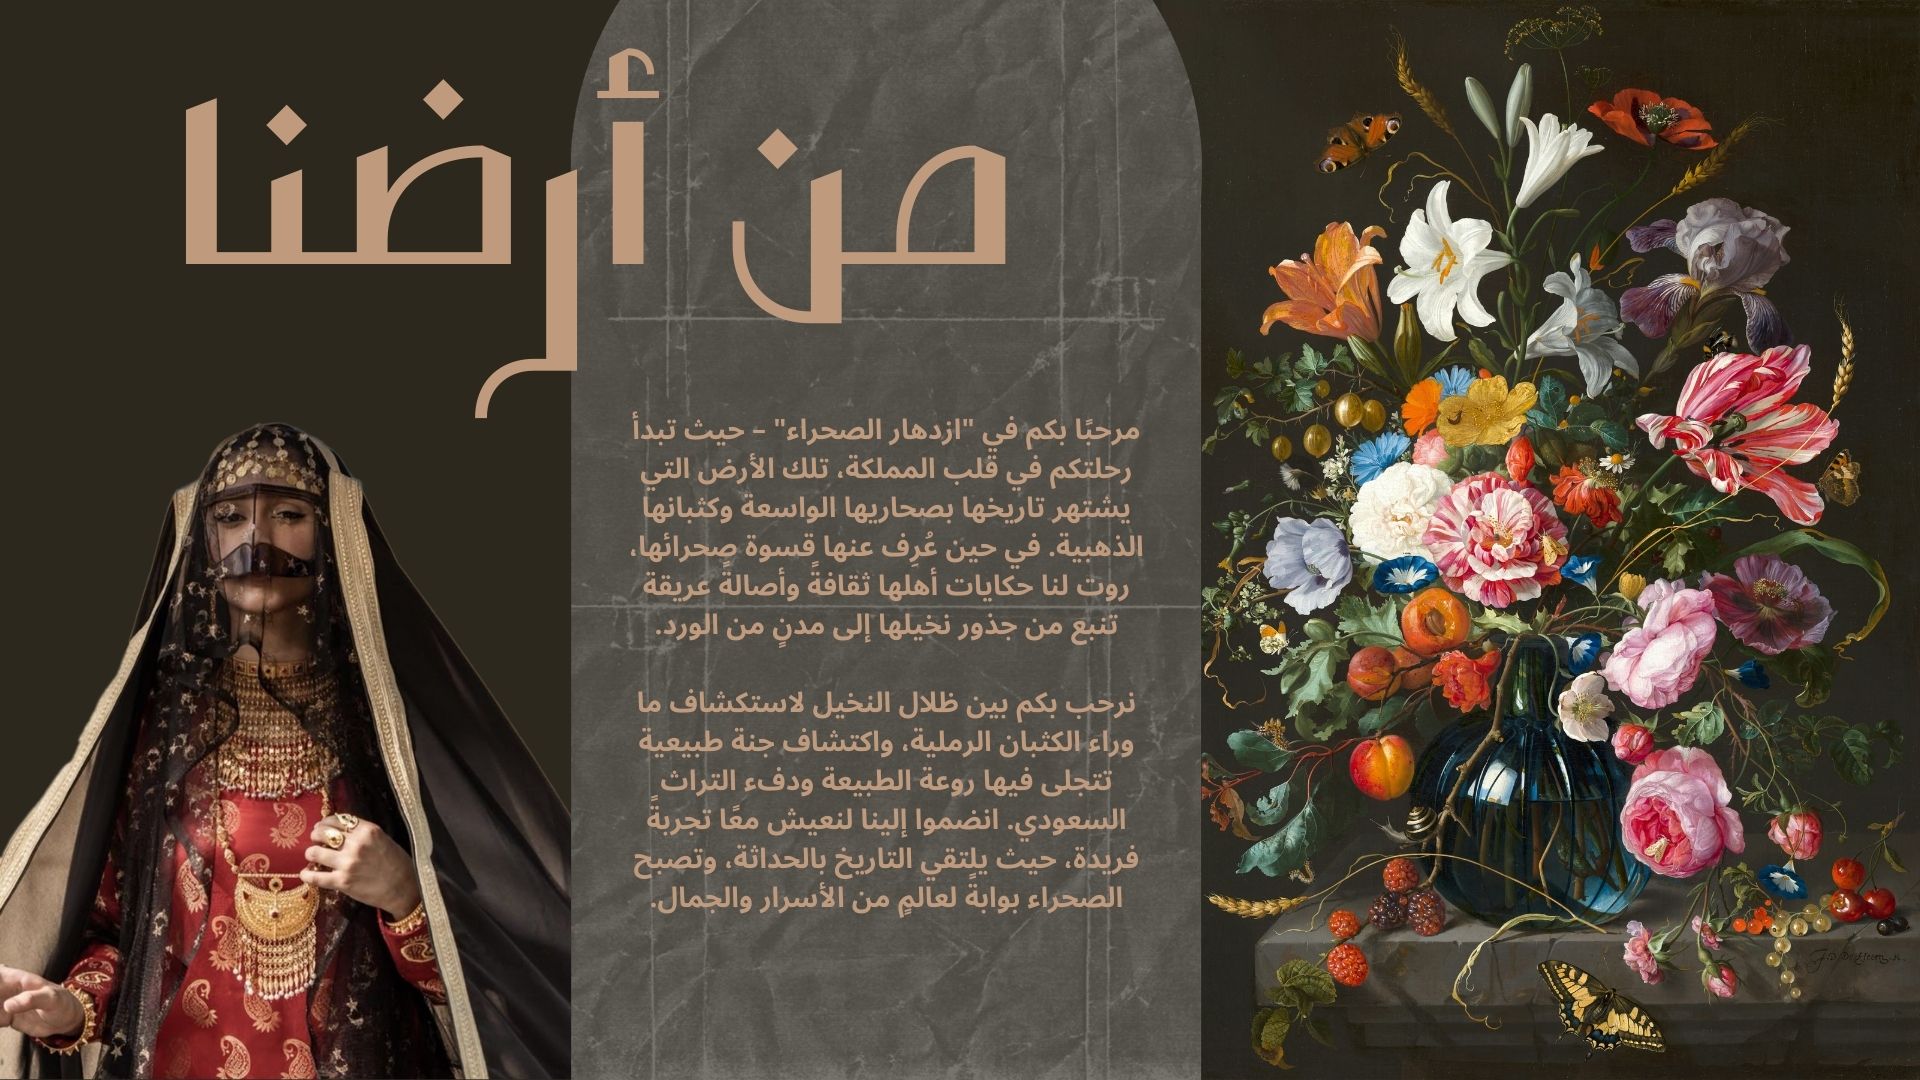 من أرضنا
مرحبًا بكم في "ازدهار الصحراء" – حيث تبدأ
رحلتكم في قلب المملكة، تلك الأرض التي
يشتهر تاريخها بصحاريها الواسعة وكثبانها
الذهبية. في حين عُرِف عنها قسوة صحرائها،
روت لنا حكايات أهلها ثقافةً وأصالةً عريقة
تنبع من جذور نخيلها إلى مدنٍ من الورد.
نرحب بكم بين ظلال النخيل لاستكشاف ما
وراء الكثبان الرملية، واكتشاف جنة طبيعية
تتجلى فيها روعة الطبيعة ودفء التراث
السعودي. انضموا إلينا لنعيش معًا تجربةً
فريدة، حيث يلتقي التاريخ بالحداثة، وتصبح
الصحراء بوابةً لعالمٍ من الأسرار والجمال.